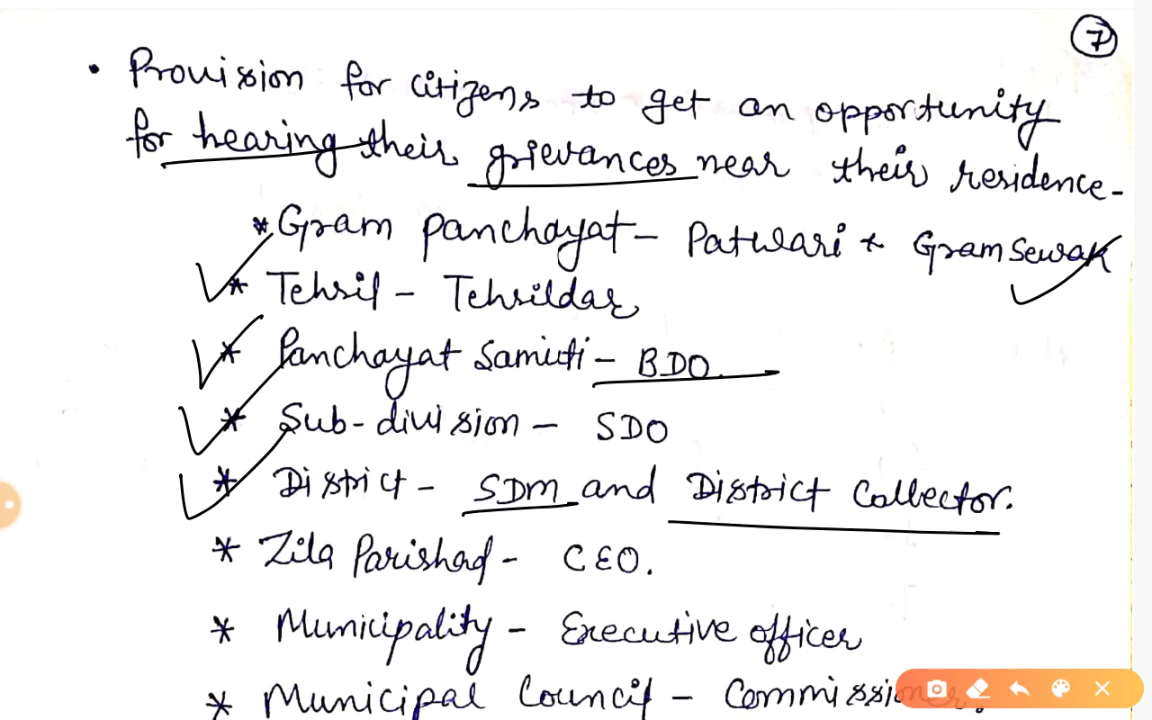 7
• Provision for citizens to get an opportunity
for hearing their grievances near their residence-
* Gram panchayat - Patwari + Gram Sewak
* Tehsil - Tehsildar
* Panchayat Samiti - BDO
* Sub-division - SDO
* District - SDM and District Collector.
* Zila Parishad - CEO.
* Municipality - Executive officer
* Municipal Council -